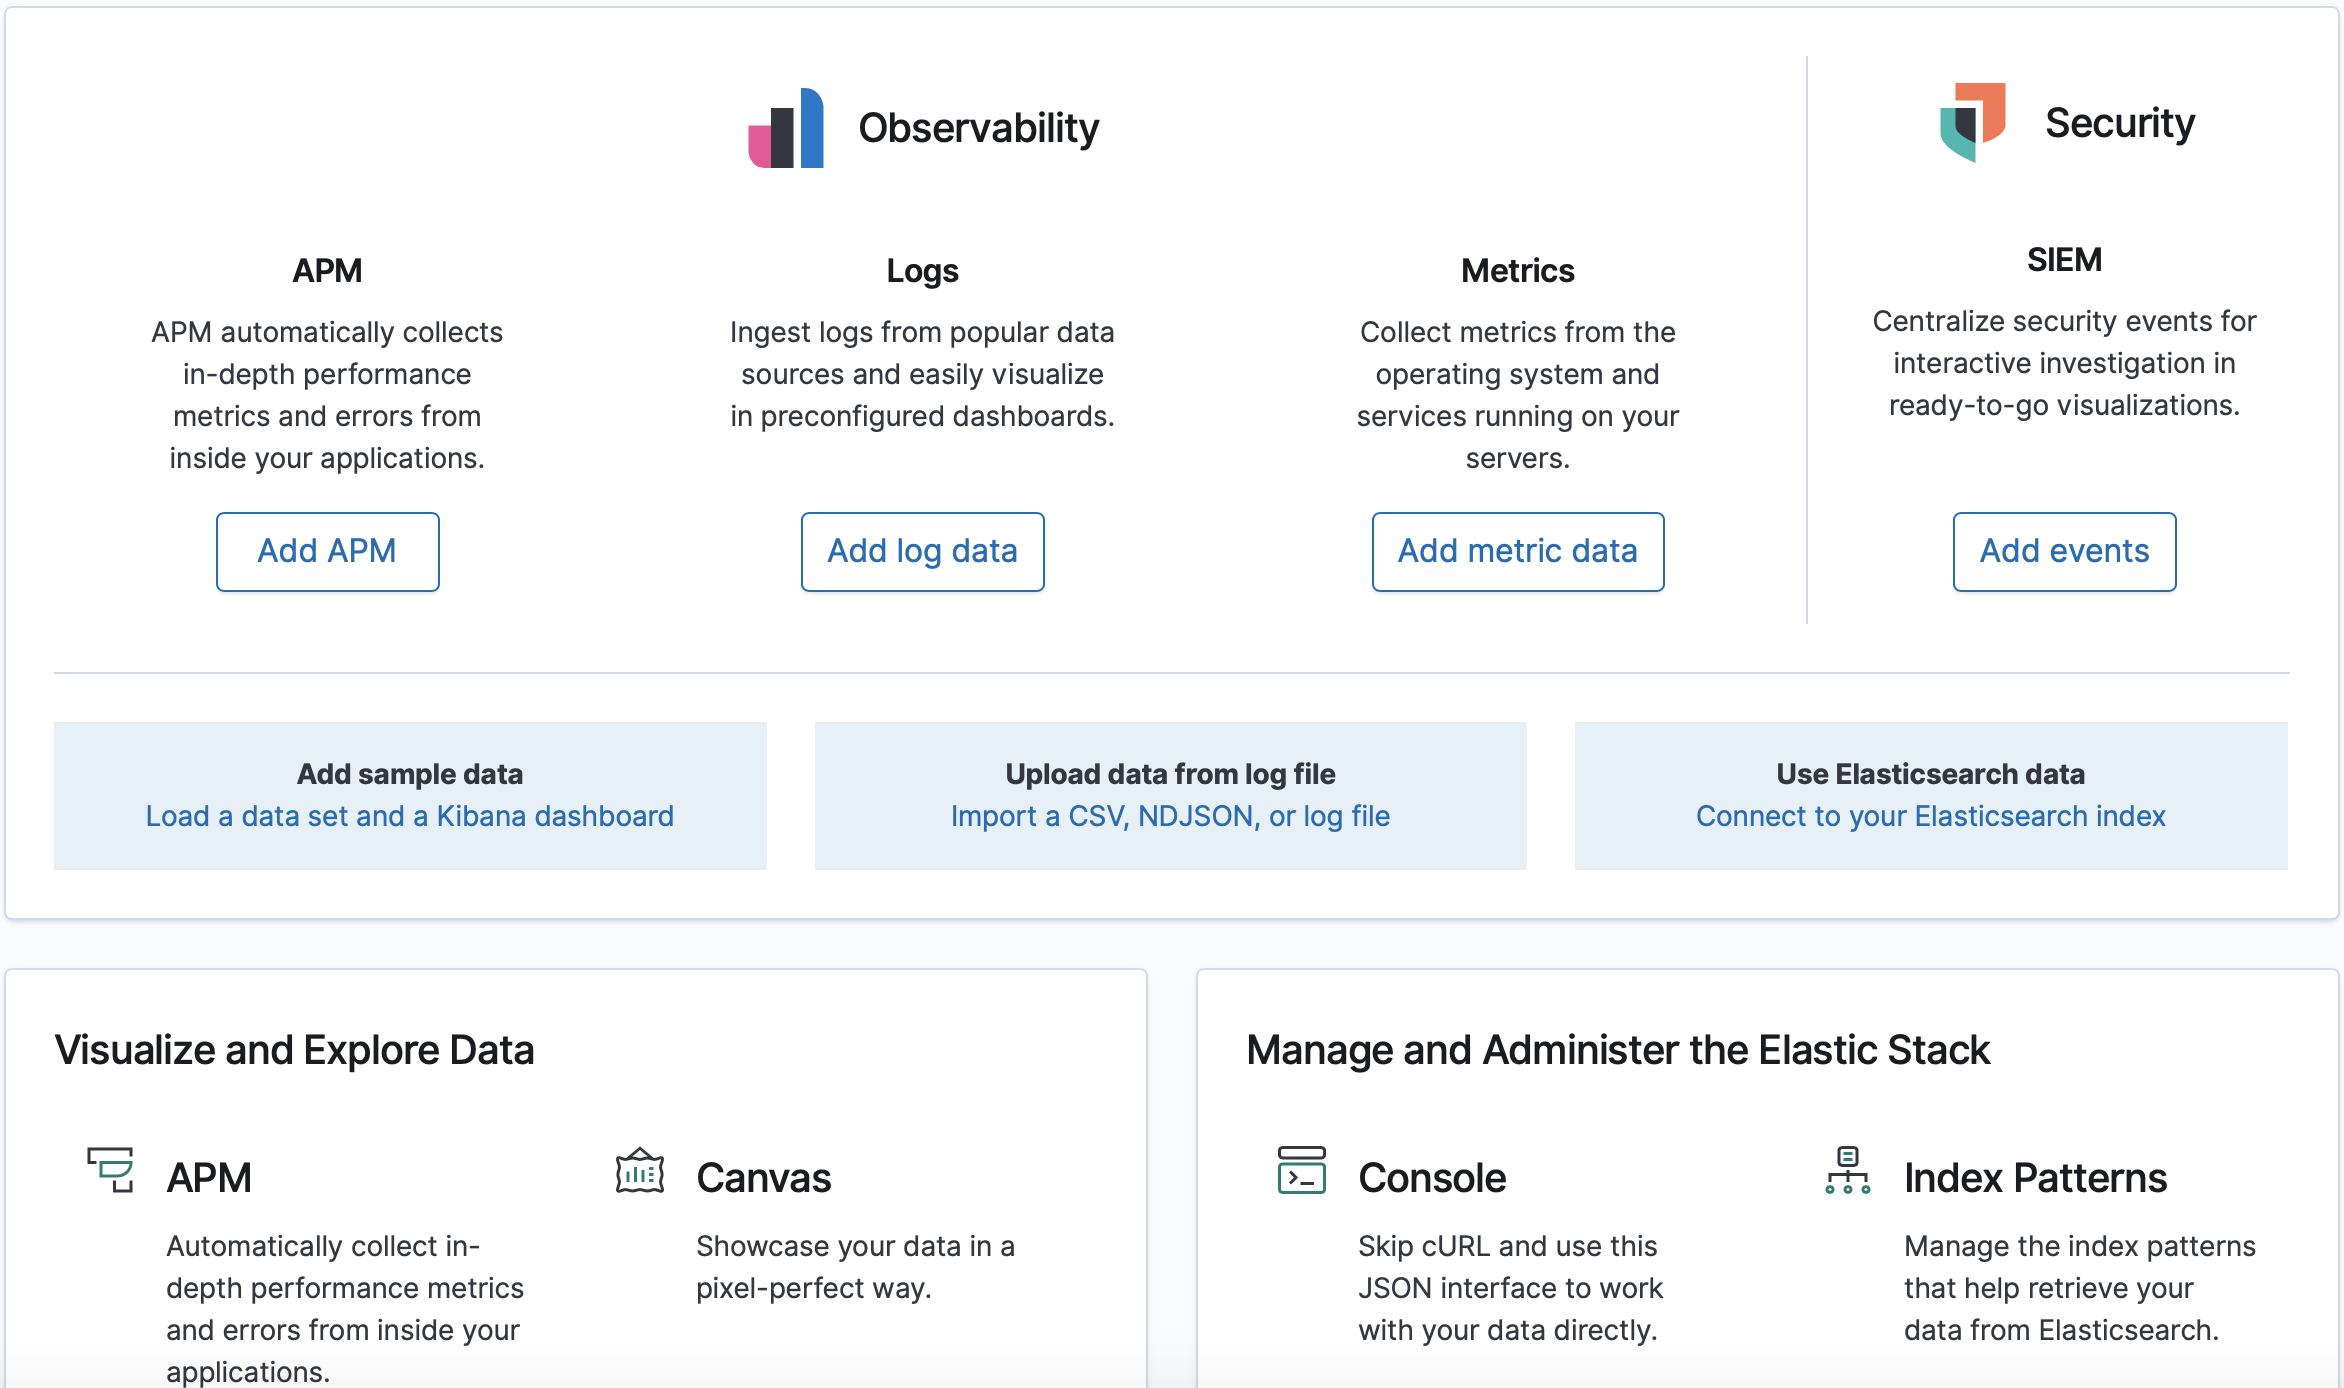 Observability
APM
APM automatically collects
in-depth performance
metrics and errors from
inside your applications.
Add APM
Logs
Ingest logs from popular data
sources and easily visualize
in preconfigured dashboards.
Add log data
Metrics
Collect metrics from the
operating system and
services running on your
servers.
Add metric data
Security
SIEM
Centralize security events for
interactive investigation in
ready-to-go visualizations.
Add events
Add sample data
Load a data set and a Kibana dashboard
Upload data from log file
Import a CSV, NDJSON, or log file
Use Elasticsearch data
Connect to your Elasticsearch index
Visualize and Explore Data
APM
Automatically collect in-
depth performance metrics
and errors from inside your
applications.
Canvas
Showcase your data in a
pixel-perfect way.
Manage and Administer the Elastic Stack
Console
Skip cURL and use this
JSON interface to work
with your data directly.
Index Patterns
Manage the index patterns
that help retrieve your
data from Elasticsearch.